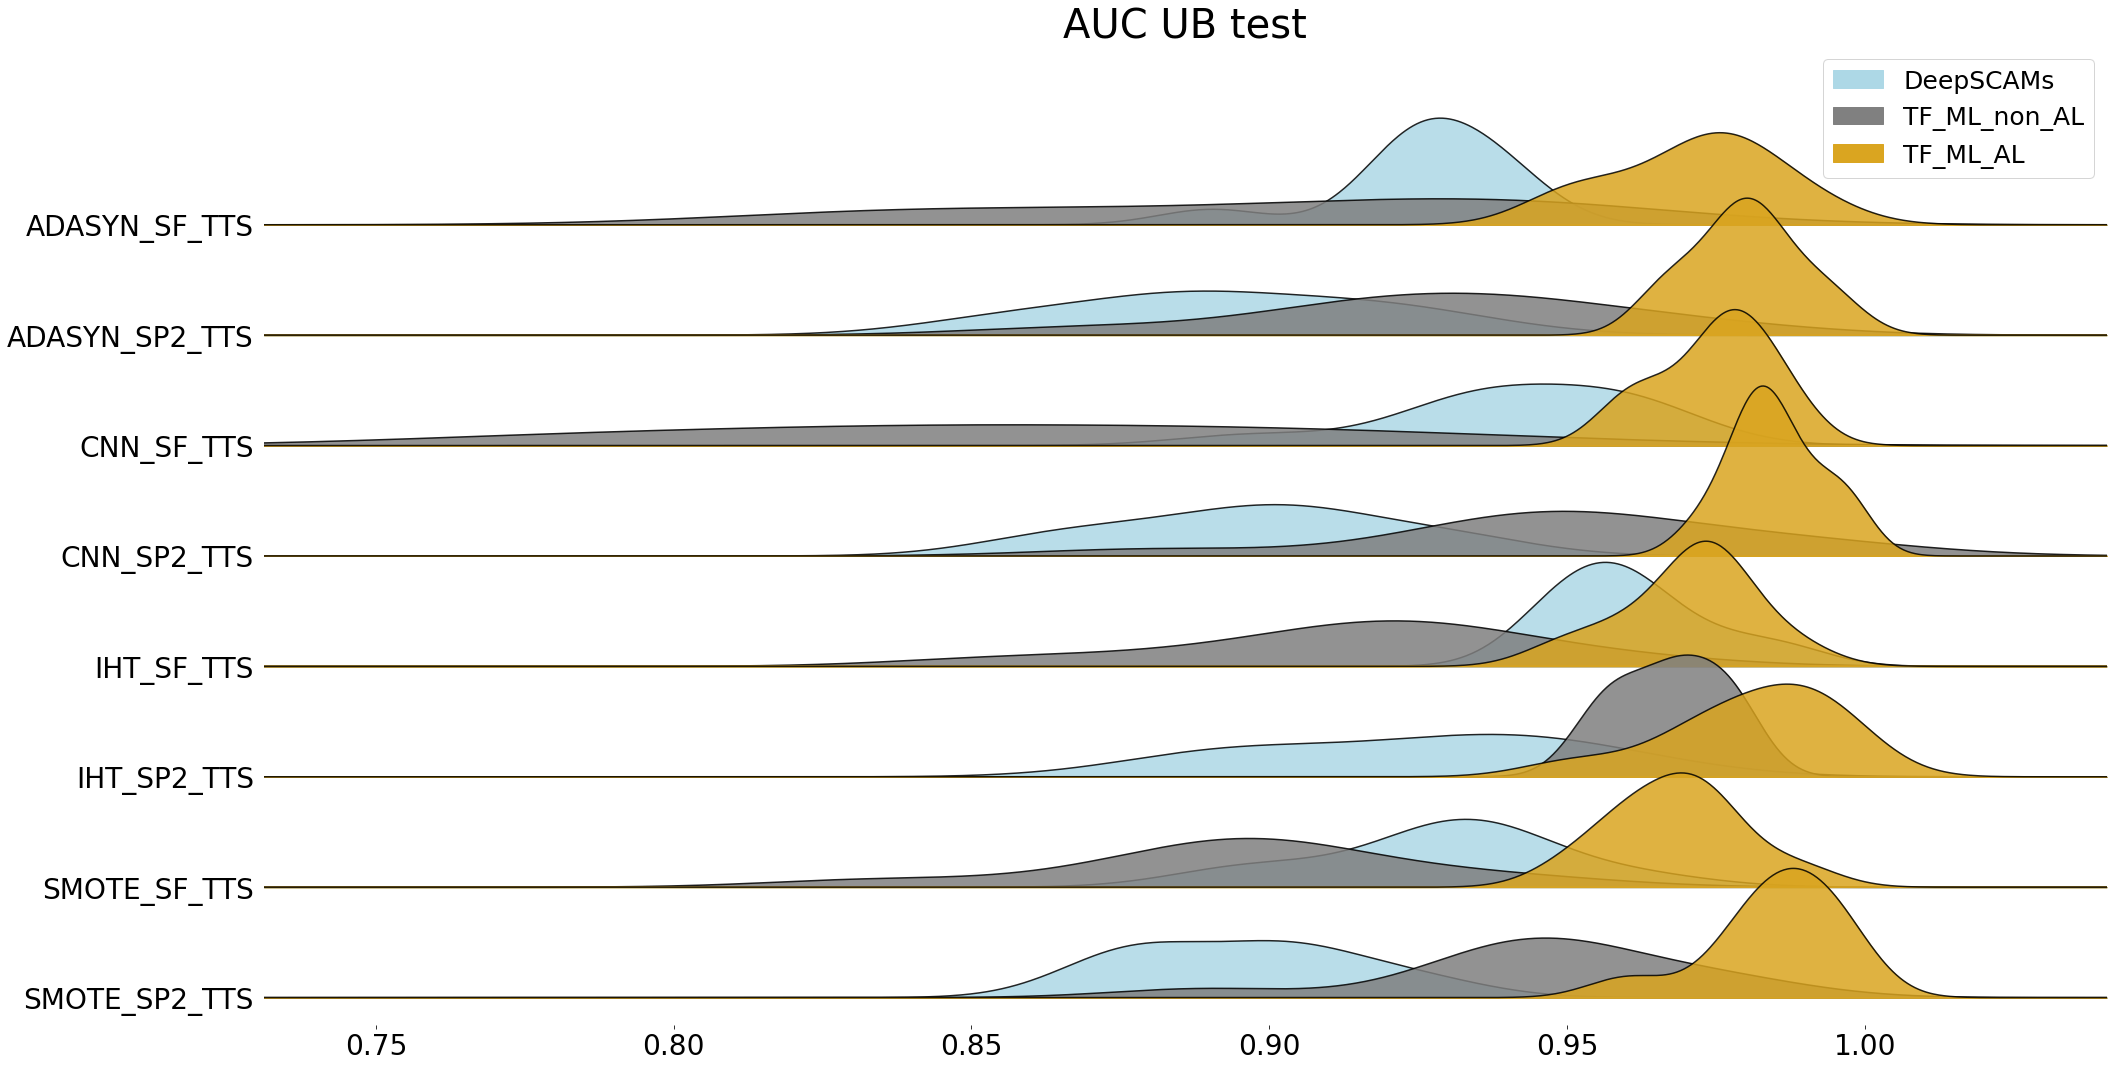 AUC UB test
DeepSCAMs
TF_ML_non_AL
TF_ML_AL
ADASYN_SF_TTS
ADASYN_SP2_TTS
CNN_SF_TTS
CNN_SP2_TTS
IHT_SF_TTS
IHT_SP2_TTS
SMOTE_SF_TTS
SMOTE_SP2_TTS
0.75 0.80 0.85 0.90 0.95 1.00